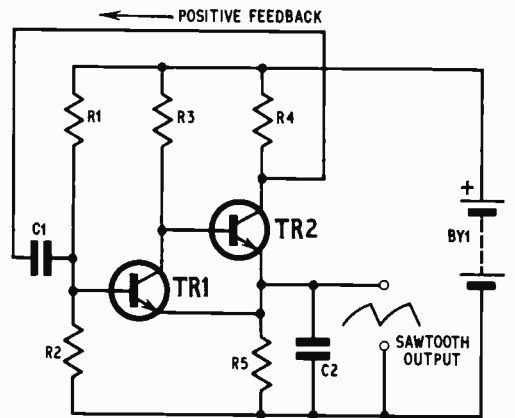 POSITIVE FEEDBACK
R1
R3
R4
C1
TR2
+
BY1
TR1
R2
R5
C2
SAWTOOTH
OUTPUT